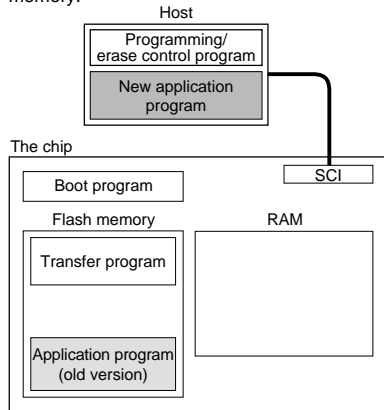 memory.
Host
Programming/
erase control program
New application
program
The chip
SCI
Boot program
Flash memory
RAM
Transfer program
Application program
(old version)